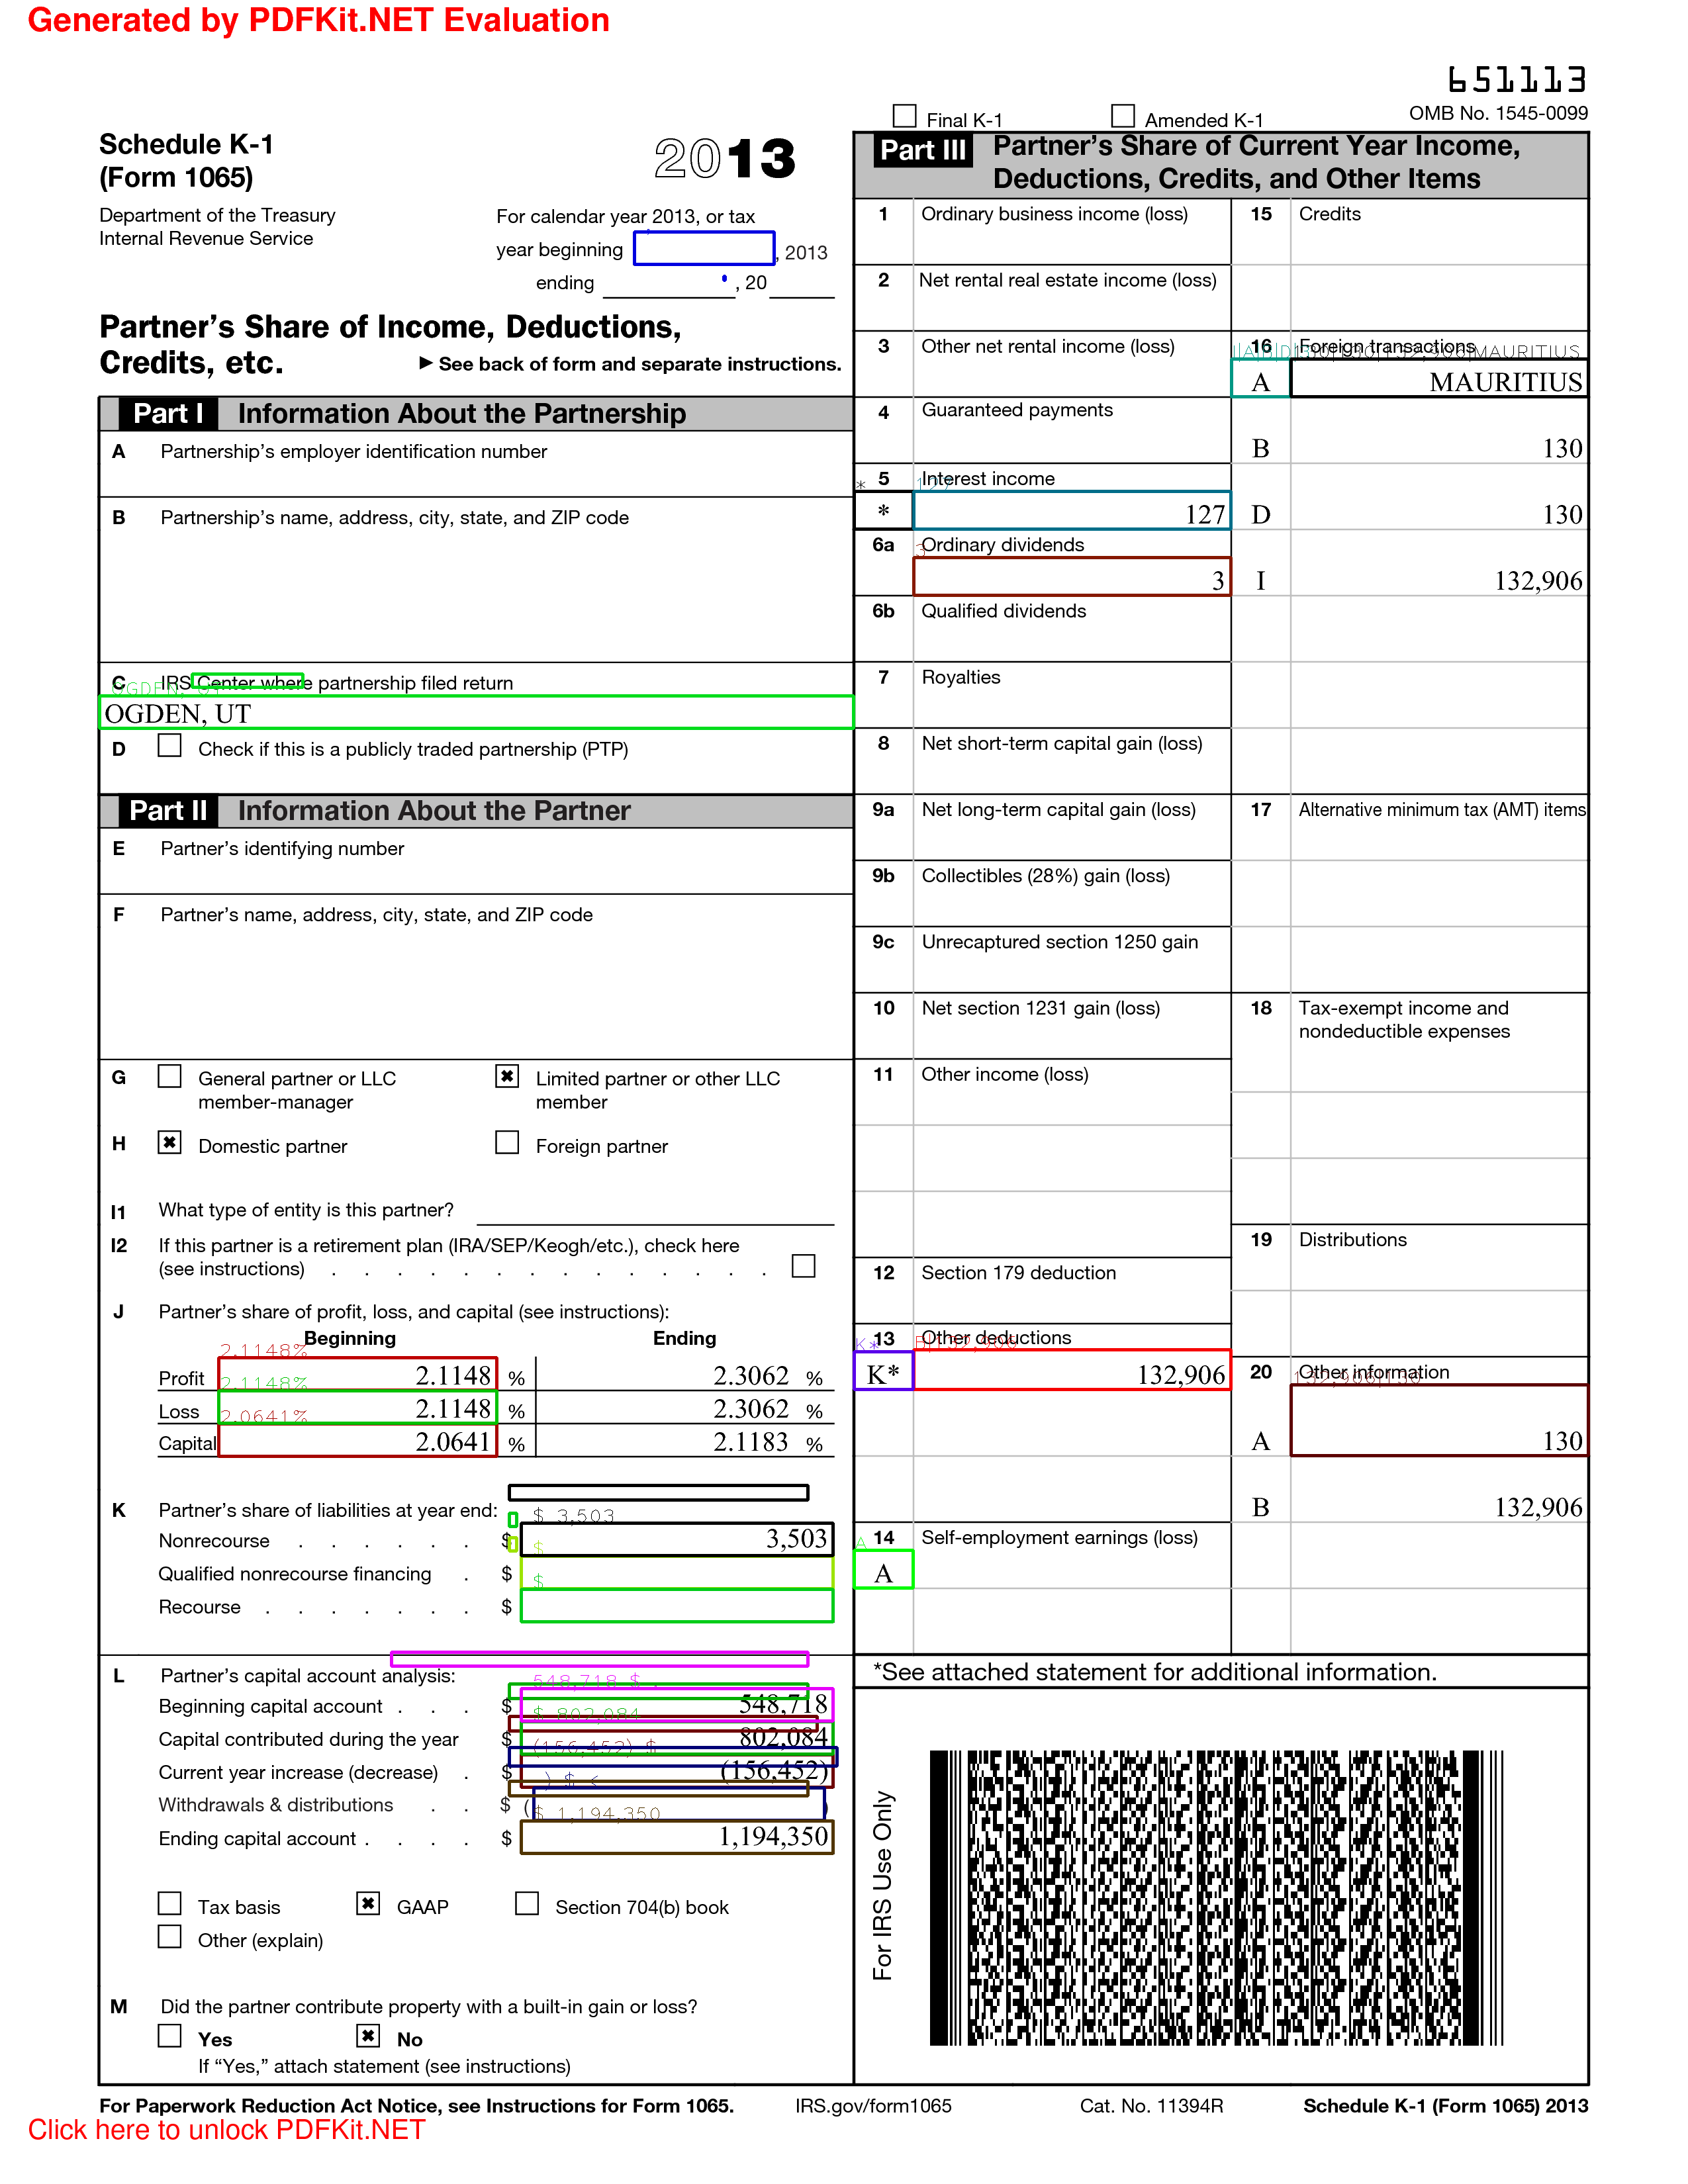 Generated by PDFKit.NET Evaluation
651113
Final K-1
Amended K-1
OMB No. 1545-0099
Schedule K-1
(Form 1065)
2013
Department of the Treasury
Internal Revenue Service
For calendar year 2013, or tax
year beginning , 2013
ending , 20
Partner's Share of Income, Deductions,
Credits, etc.
► See back of form and separate instructions.
Part I Information About the Partnership
A Partnership's employer identification number
B Partnership's name, address, city, state, and ZIP code
C IRS Center where partnership filed return
OGDEN, UT
D Check if this is a publicly traded partnership (PTP)
Part II Information About the Partner
E Partner's identifying number
F Partner's name, address, city, state, and ZIP code
G General partner or LLC
member-manager
Limited partner or other LLC
member
H Domestic partner
Foreign partner
I1 What type of entity is this partner?
I2 If this partner is a retirement plan (IRA/SEP/Keogh/etc.), check here
(see instructions) . . . . . . . . . . . . . .
J Partner's share of profit, loss, and capital (see instructions):
Beginning Ending
2.1148%
Profit 2.1148 % 2.3062 %
2.1148%
Loss 2.1148 % 2.3062 %
2.0641%
Capital 2.0641 % 2.1183 %
K Partner's share of liabilities at year end:
$ 3,503
Nonrecourse . . . . . . $ 3,503
$
Qualified nonrecourse financing . $
$
Recourse . . . . . . . $
L Partner's capital account analysis:
548,718 $ .
Beginning capital account . . . $ 548,718
$ 802,084
Capital contributed during the year $ 802,084
(156,452) $
Current year increase (decrease) . $ (156,452)
) $ <
Withdrawals & distributions . . $ ( )
$ 1,194,350
Ending capital account . . . . $ 1,194,350
Tax basis
GAAP
Section 704(b) book
Other (explain)
M Did the partner contribute property with a built-in gain or loss?
Yes
No
If "Yes," attach statement (see instructions)
Part III Partner's Share of Current Year Income,
Deductions, Credits, and Other Items
1 Ordinary business income (loss)
2 Net rental real estate income (loss)
3 Other net rental income (loss)
4 Guaranteed payments
5 Interest income
* 127
* 127
6a Ordinary dividends
3
3
6b Qualified dividends
7 Royalties
8 Net short-term capital gain (loss)
9a Net long-term capital gain (loss)
9b Collectibles (28%) gain (loss)
9c Unrecaptured section 1250 gain
10 Net section 1231 gain (loss)
11 Other income (loss)
12 Section 179 deduction
13 Other deductions
K*
K* 132,906
14 Self-employment earnings (loss)
A
A
15 Credits
16 Foreign transactions
MAURITIUS
A MAURITIUS
B 130
D 130
I 132,906
17 Alternative minimum tax (AMT) items
18 Tax-exempt income and
nondeductible expenses
19 Distributions
20 Other information
A 130
B 132,906
*See attached statement for additional information.
For IRS Use Only
For Paperwork Reduction Act Notice, see Instructions for Form 1065.
IRS.gov/form1065
Cat. No. 11394R
Schedule K-1 (Form 1065) 2013
Click here to unlock PDFKit.NET